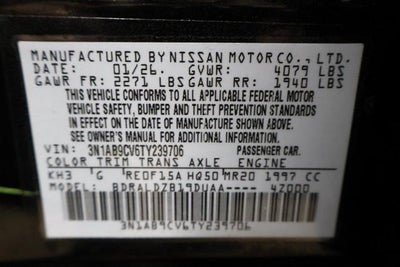 MANUFACTURED BY NISSAN MOTOR CO., LTD.
DATE: 01/26. GVWR: 4079 LBS
GAWR FR: 2271 LBS GAWR RR: 1940 LBS
THIS VEHICLE CONFORMS TO ALL APPLICABLE FEDERAL MOTOR
VEHICLE SAFETY, BUMPER AND THEFT PREVENTION STANDARDS
IN EFFECT ON THE DATE OF MANUFACTURE SHOWN ABOVE.
SEE OWNER'S MANUAL FOR ADDITIONAL INFORMATION
VIN: 3N1AB9CV6TY239706 PASSENGER CAR.
COLOR TRIM TRANS AXLE ENGINE
KH3 G RE0F15A HQ50 MR20 1997 CC
MODEL: BDRALDZB19DUAA--- 4Z000
3N1AB9CV6TY239706